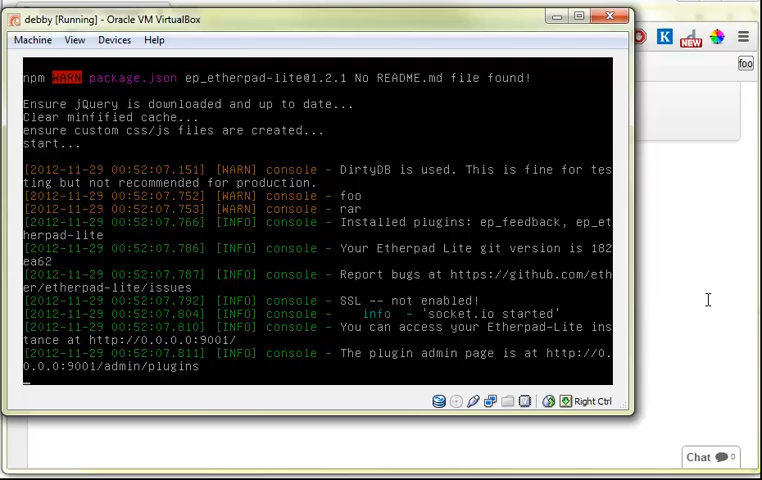 debby [Running] - Oracle VM VirtualBox
Machine View Devices Help
K
NEW
foo
npm WARN package.json ep_etherpad-lite@1.2.1 No README.md file found!
Ensure jQuery is downloaded and up to date...
Clear minfified cache...
ensure custom css/js files are created...
start...
[2012-11-29 00:52:07.151] [WARN] console - DirtyDB is used. This is fine for tes
ting but not recommended for production.
[2012-11-29 00:52:07.752] [WARN] console - foo
[2012-11-29 00:52:07.753] [WARN] console - rar
[2012-11-29 00:52:07.766] [INFO] console - Installed plugins: ep_feedback, ep_et
herpad-lite
[2012-11-29 00:52:07.786] [INFO] console - Your Etherpad Lite git version is 182
ea62
[2012-11-29 00:52:07.787] [INFO] console - Report bugs at https://github.com/eth
er/etherpad-lite/issues
[2012-11-29 00:52:07.792] [INFO] console - SSL -- not enabled!
[2012-11-29 00:52:07.804] [INFO] console - info - 'socket.io started'
[2012-11-29 00:52:07.810] [INFO] console - You can access your Etherpad-Lite ins
tance at http://0.0.0.0:9001/
[2012-11-29 00:52:07.811] [INFO] console - The plugin admin page is at http://0.
0.0.0:9001/admin/plugins
Right Ctrl
Chat 0